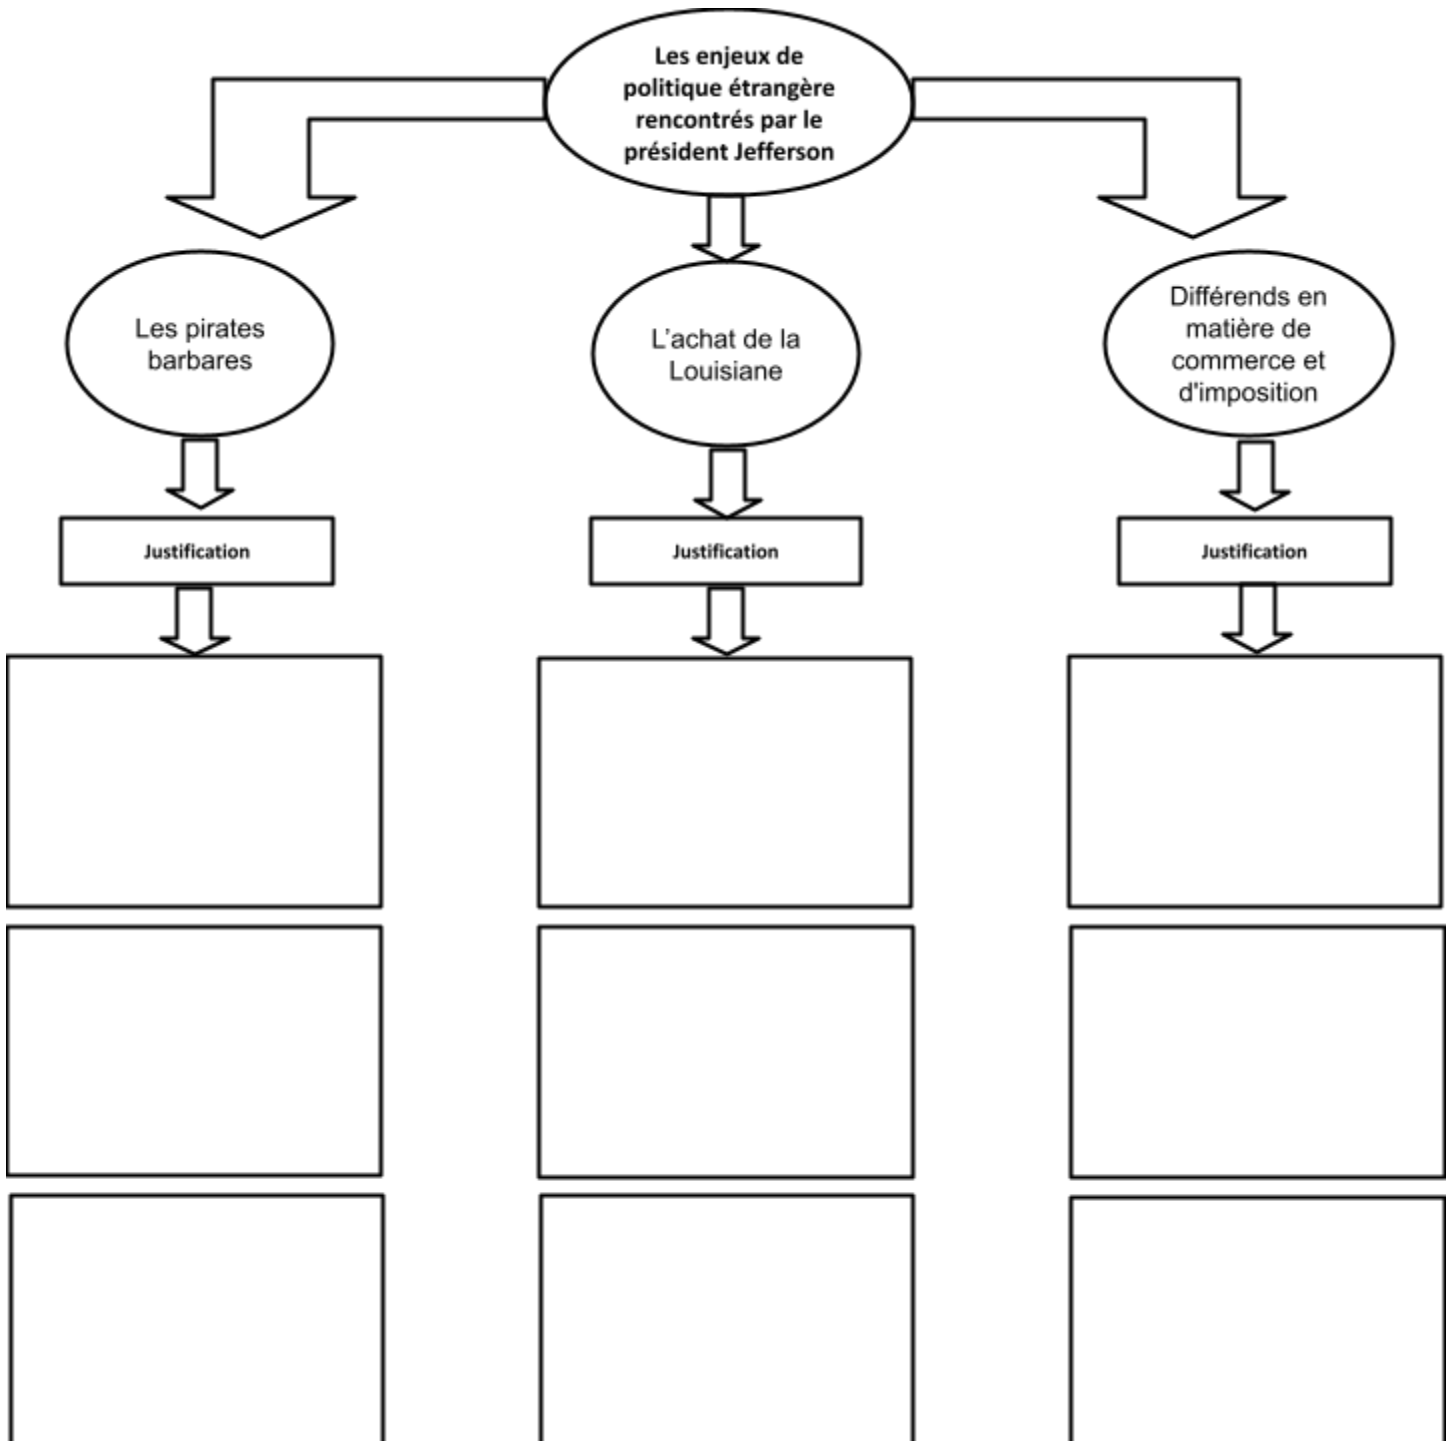 Les enjeux de
politique étrangère
rencontrés par le
président Jefferson
Les pirates
barbares
L'achat de la
Louisiane
Différends en
matière de
commerce et
d'imposition
Justification
Justification
Justification